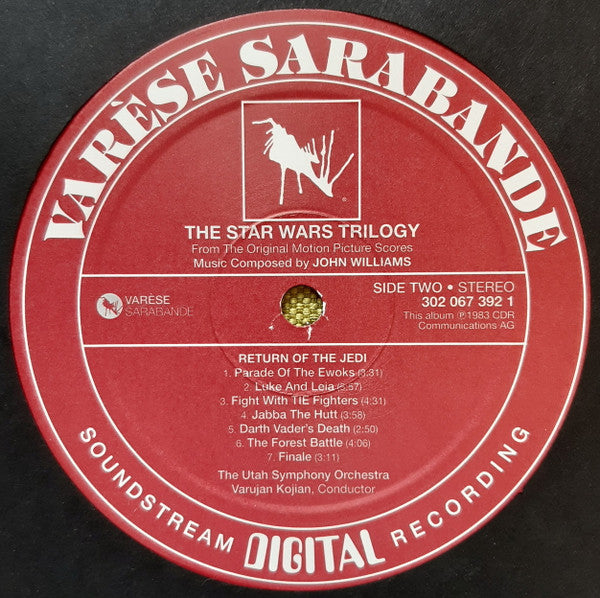 VARÈSE SARABANDE
®
THE STAR WARS TRILOGY
From The Original Motion Picture Scores
Music Composed by JOHN WILLIAMS
VARÈSE
SARABANDE
SIDE TWO • STEREO
302 067 392 1
This album ℗1983 CDR
Communications AG
RETURN OF THE JEDI
1. Parade Of The Ewoks (3:31)
2. Luke And Leia (3:57)
3. Fight With TIE Fighters (4:31)
4. Jabba The Hutt (3:58)
5. Darth Vader's Death (2:50)
6. The Forest Battle (4:06)
7. Finale (3:11)
The Utah Symphony Orchestra
Varujan Kojian, Conductor
SOUNDSTREAM DIGITAL RECORDING